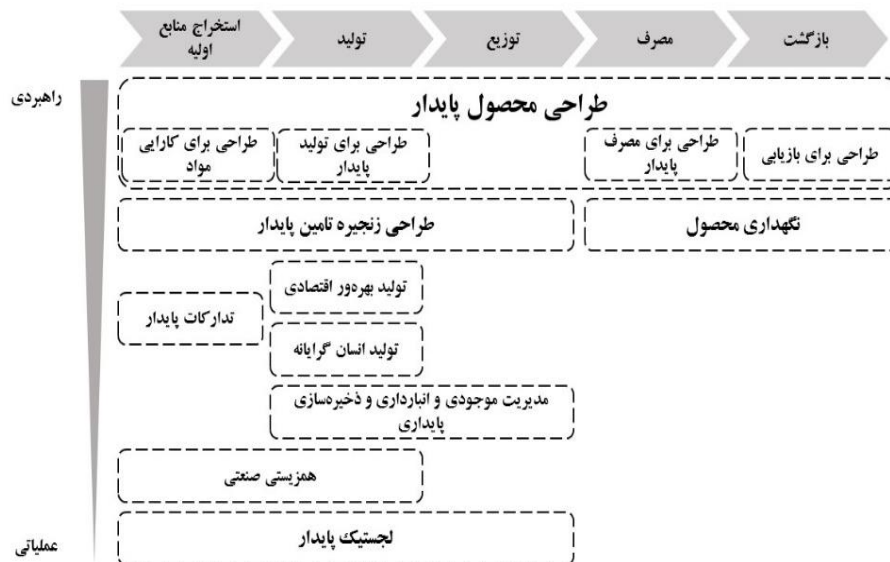 استخراج منابع
اولیه
تولید
توزیع
مصرف
بازگشت
راهبردی
طراحی محصول پایدار
طراحی برای کارایی
مواد
طراحی برای تولید
پایدار
طراحی برای مصرف
پایدار
طراحی برای بازیابی
طراحی زنجیره تامین پایدار
نگهداری محصول
تولید بهره‌ور اقتصادی
تدارکات پایدار
تولید انسان گرایانه
مدیریت موجودی و انبارداری و ذخیره‌سازی
پایداری
همزیستی صنعتی
لجستیک پایدار
عملیاتی